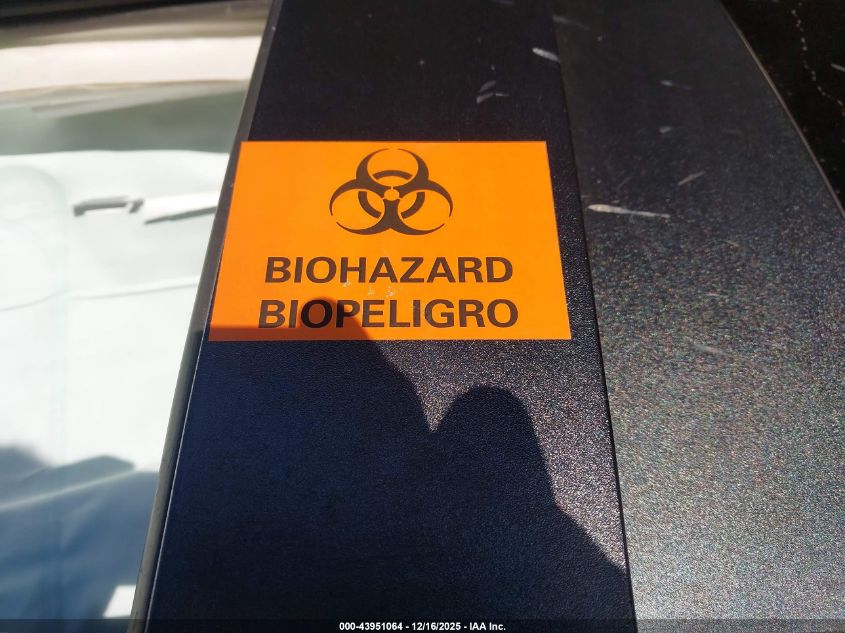 BIOHAZARD
BIOPELIGRO
000-43951064 - 12/16/2025 - IAA Inc.